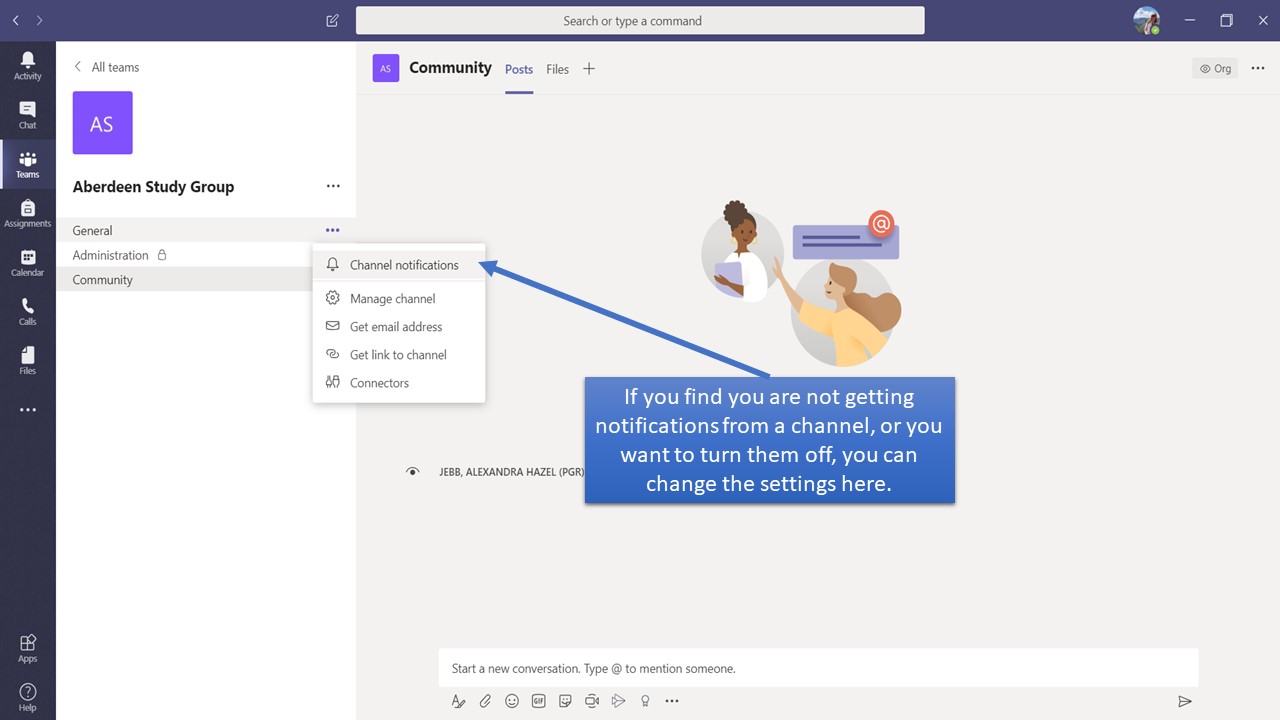 Search or type a command
Activity
Chat
Teams
Assignments
Calendar
Calls
Files
Apps
Help
All teams
AS
Aberdeen Study Group
General
Administration
Community
Channel notifications
Manage channel
Get email address
Get link to channel
Connectors
AS
Community
Posts
Files
Org
@
JEBB, ALEXANDRA HAZEL (PGR)
If you find you are not getting
notifications from a channel, or you
want to turn them off, you can
change the settings here.
Start a new conversation. Type @ to mention someone.
GIF